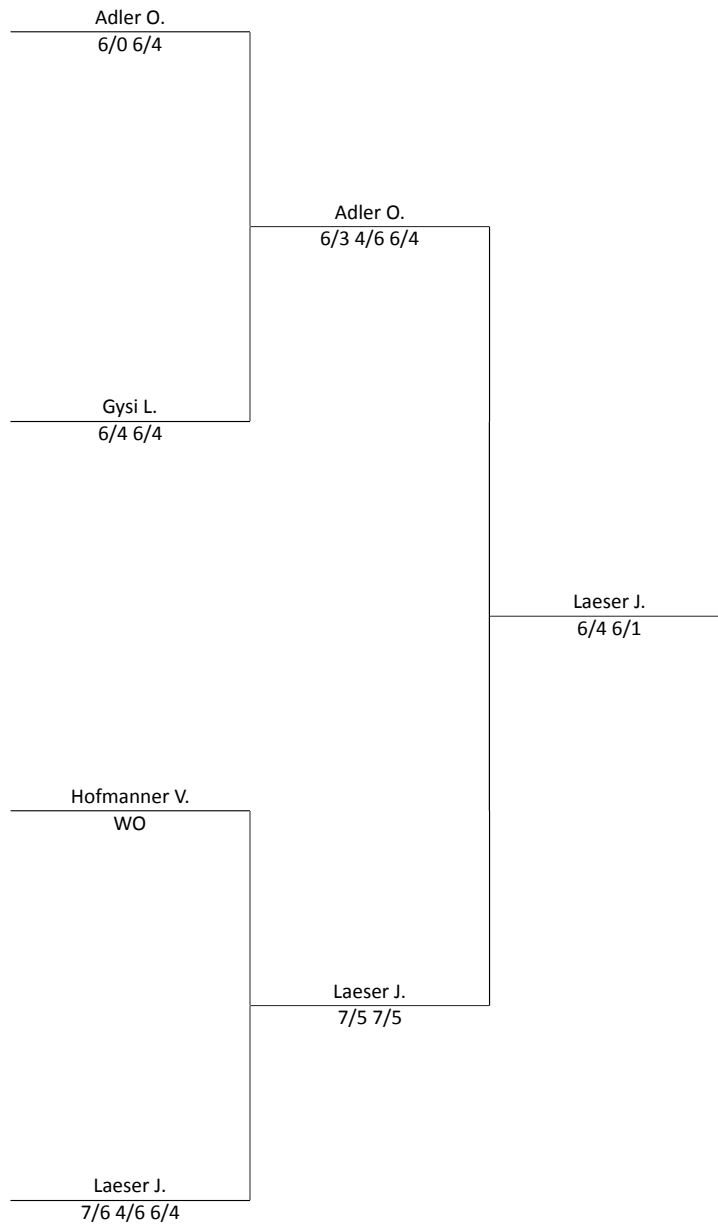 Adler O.
6/0 6/4
Adler O.
6/3 4/6 6/4
Gysi L.
6/4 6/4
Laeser J.
6/4 6/1
Hofmanner V.
WO
Laeser J.
7/5 7/5
Laeser J.
7/6 4/6 6/4